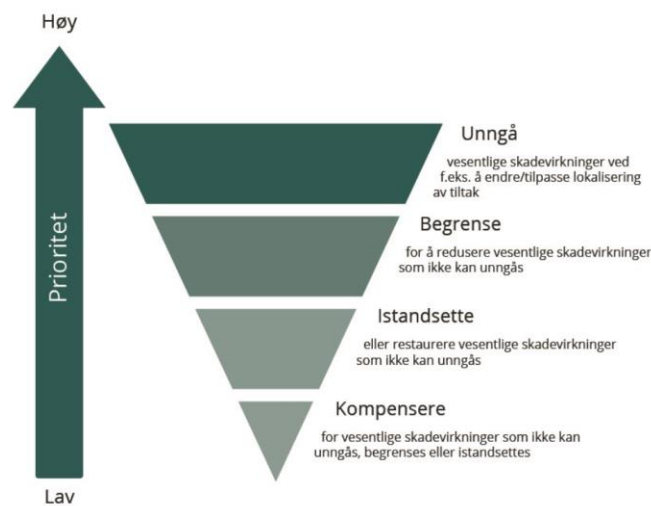 Høy
Prioritet
Unngå
vesentlige skadevirkninger ved
f.eks. å endre/tilpasse lokalisering
av tiltak
Begrense
for å redusere vesentlige skadevirkninger
som ikke kan unngås
Istandsette
eller restaurere vesentlige skadevirkninger
som ikke kan unngås
Kompensere
for vesentlige skadevirkninger som ikke kan
unngås, begrenses eller istandsettes
Lav